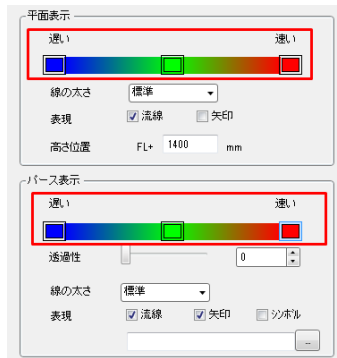 平面表示
遅い 速い
線の太さ 標準
表現 流線 矢印
高さ位置 FL+ 1400 mm
パース表示
遅い 速い
透過性 0
線の太さ 標準
表現 流線 矢印 シンボル
...